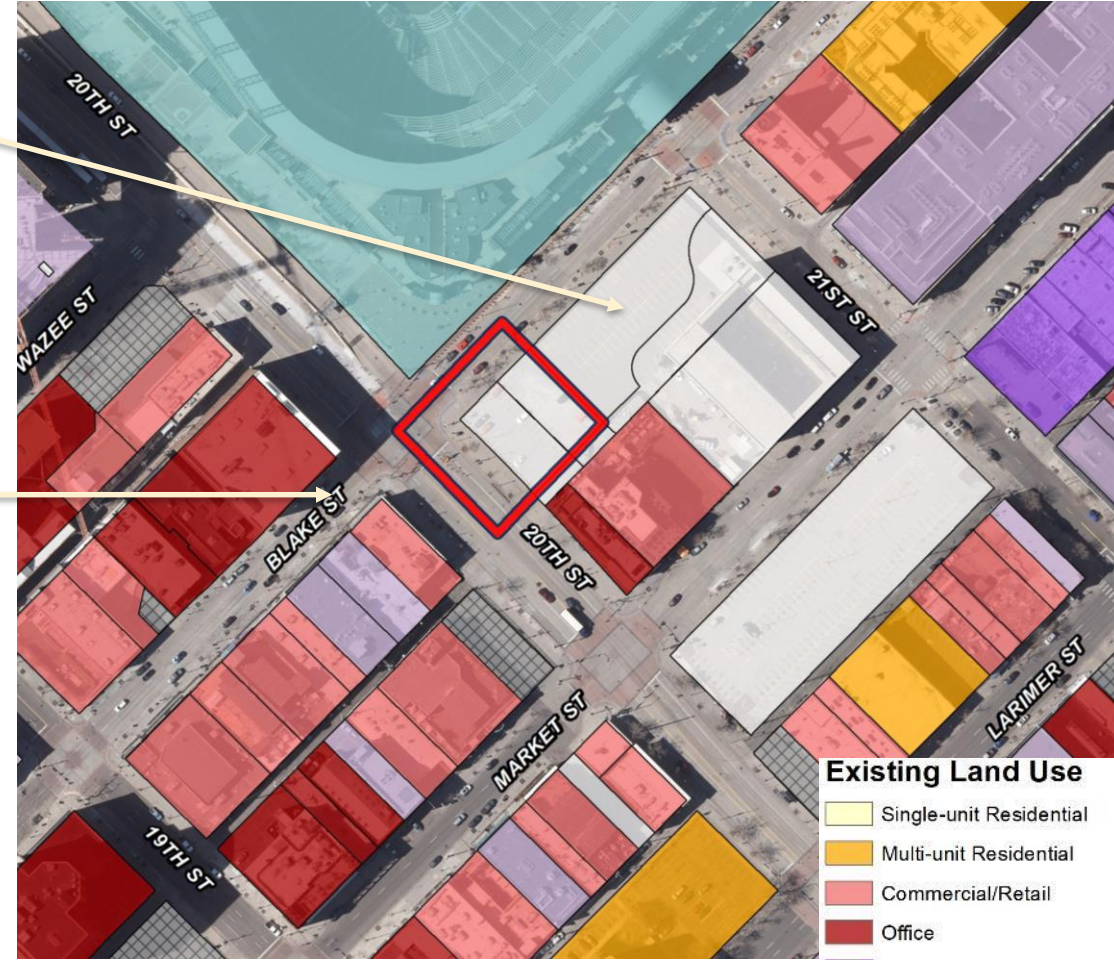 20TH ST
WAZEE ST
21ST ST
BLAKE ST
20TH ST
LARIMER ST
MARKET ST
19TH ST
Existing Land Use
Single-unit Residential
Multi-unit Residential
Commercial/Retail
Office